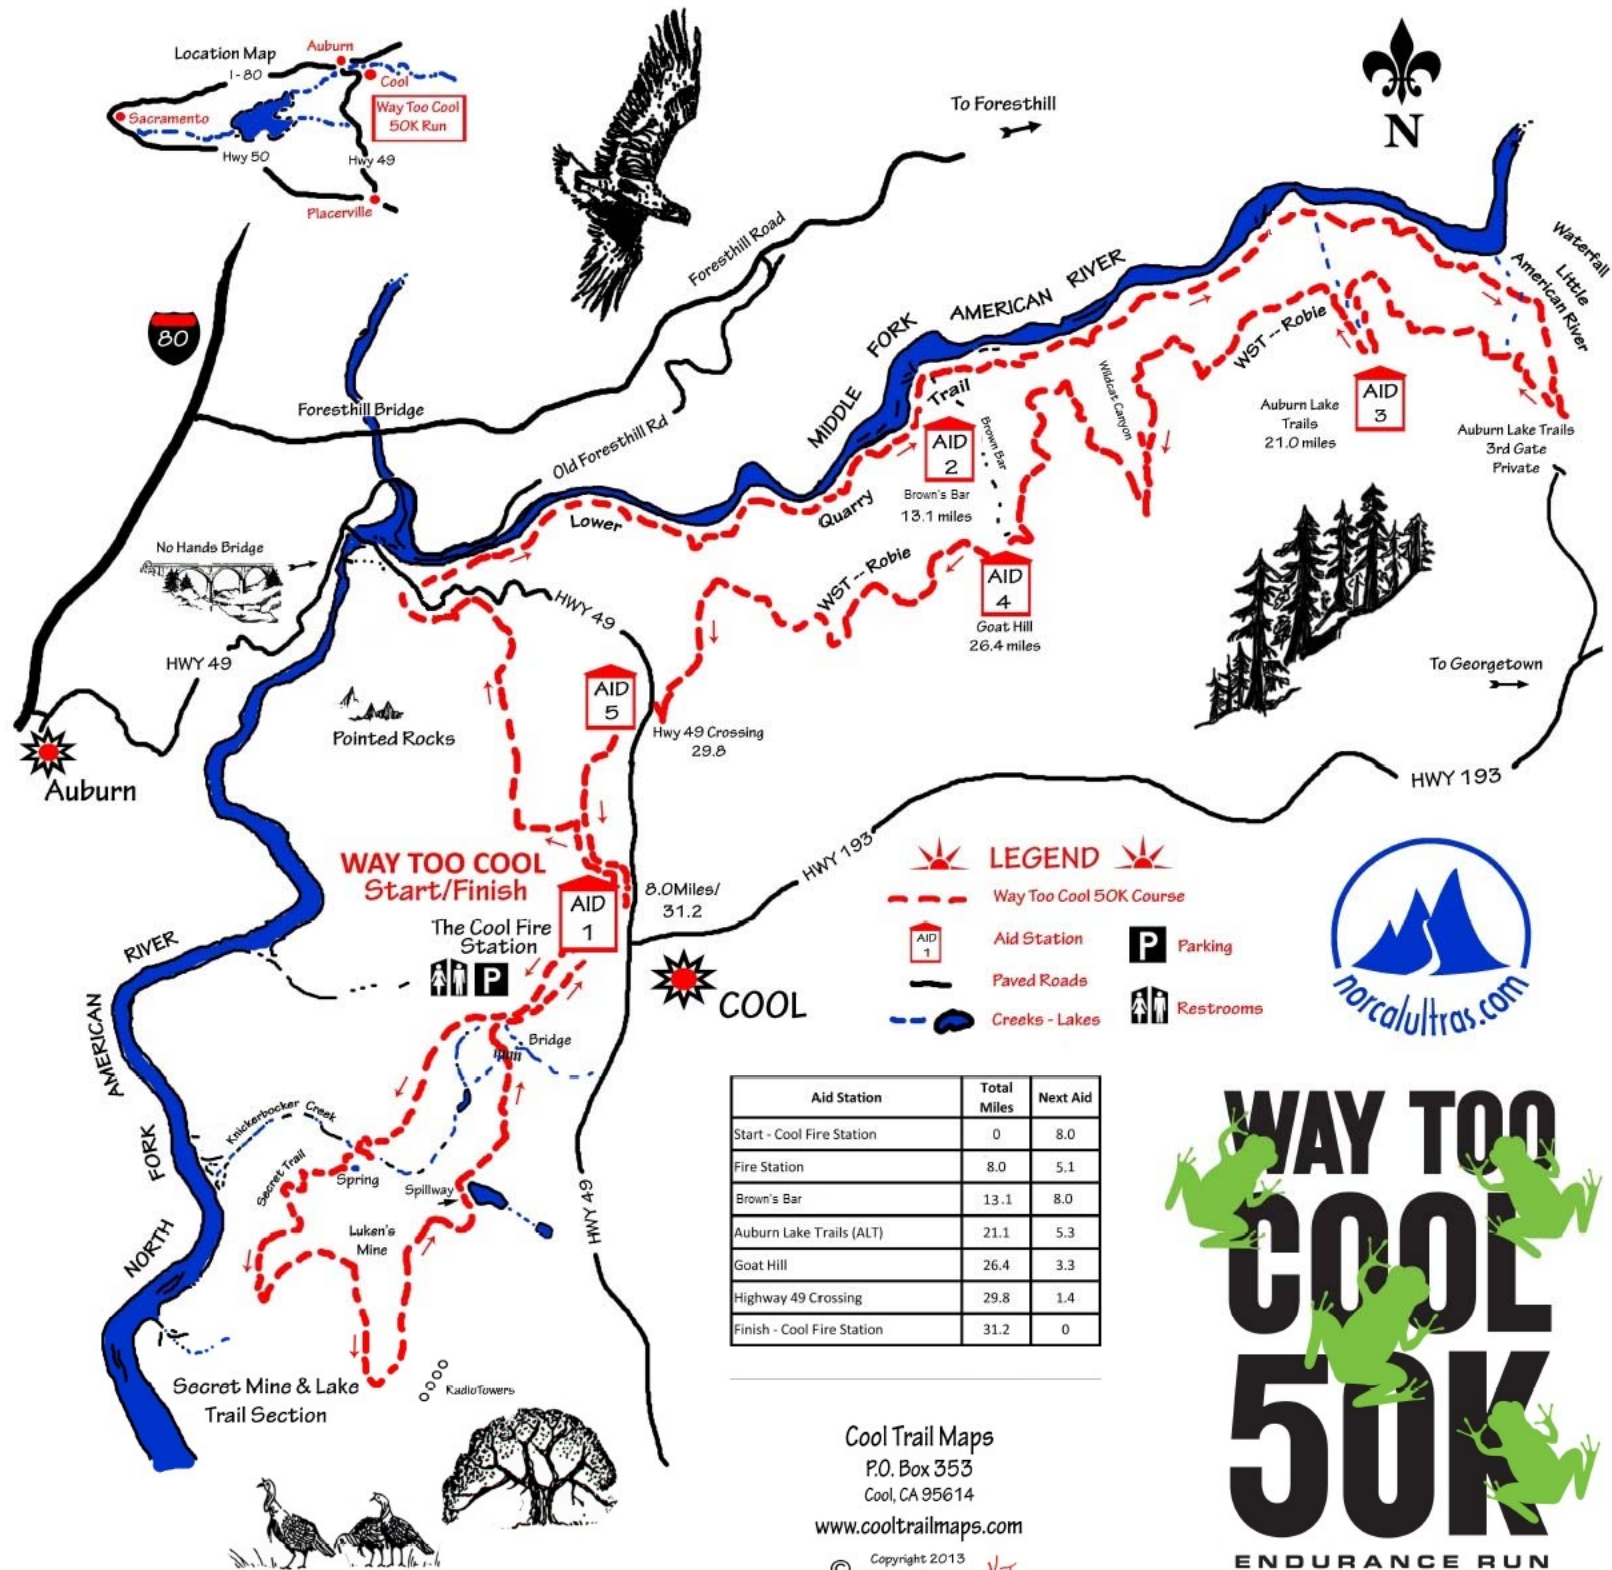 Location Map
Auburn
I-80
Cool
Way Too Cool
50K Run
Sacramento
Hwy 50
Hwy 49
Placerville
To Foresthill
N
80
Foresthill Road
Foresthill Bridge
Old Foresthill Rd
MIDDLE FORK AMERICAN RIVER
Waterfall
Little
American River
WST -- Robie
Wildcat Canyon
Trail
AID
2
Brown's Bar
13.1 miles
Brown Bar
Auburn Lake
Trails
21.0 miles
AID
3
Auburn Lake Trails
3rd Gate
Private
Lower
Quarry
No Hands Bridge
HWY 49
HWY 49
WST -- Robie
AID
4
Goat Hill
26.4 miles
To Georgetown
AID
5
Hwy 49 Crossing
29.8
Pointed Rocks
Auburn
HWY 193
HWY 193
WAY TOO COOL
Start/Finish
AID
1
8.0Miles/
31.2
The Cool Fire
Station
P
COOL
LEGEND
Way Too Cool 50K Course
AID
1
Aid Station
P
Parking
Paved Roads
Creeks - Lakes
Restrooms
norcalultras.com
NORTH FORK AMERICAN RIVER
Bridge
Knickerbocker Creek
Secret Trail
Spring
Spillway
Luken's
Mine
HWY 49
Secret Mine & Lake
Trail Section
RadioTowers
Aid Station Total Miles Next Aid
Start - Cool Fire Station 0 8.0
Fire Station 8.0 5.1
Brown's Bar 13.1 8.0
Auburn Lake Trails (ALT) 21.1 5.3
Goat Hill 26.4 3.3
Highway 49 Crossing 29.8 1.4
Finish - Cool Fire Station 31.2 0
Cool Trail Maps
P.O. Box 353
Cool, CA 95614
www.cooltrailmaps.com
© Copyright 2013
WAY TOO
COOL
50K
ENDURANCE RUN